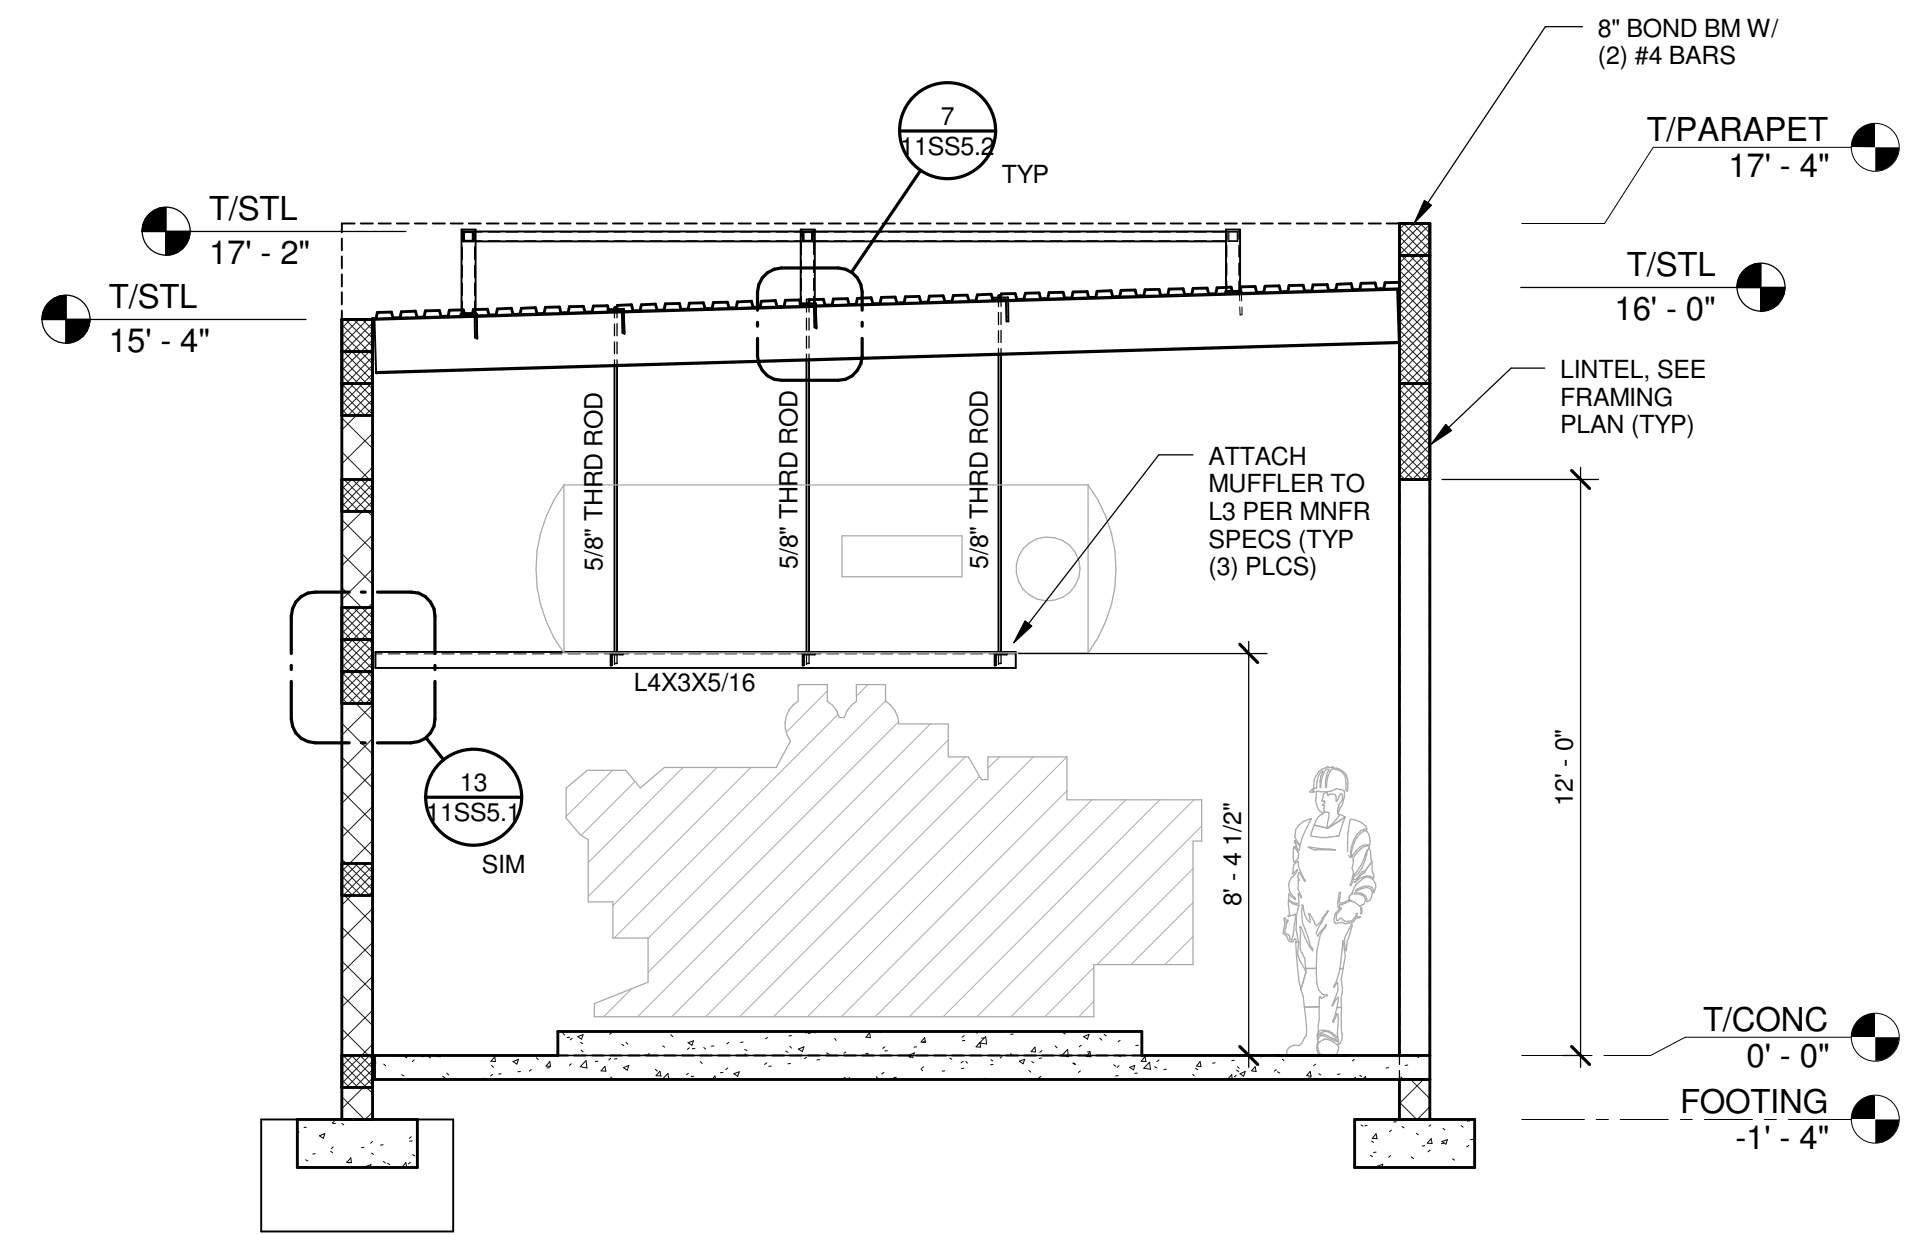 8" BOND BM W/
(2) #4 BARS
7
11SS5.2
TYP
T/PARAPET
17' - 4"
T/STL
17' - 2"
T/STL
16' - 0"
T/STL
15' - 4"
LINTEL, SEE
FRAMING
PLAN (TYP)
5/8" THRD ROD
5/8" THRD ROD
5/8" THRD ROD
ATTACH
MUFFLER TO
L3 PER MNFR
SPECS (TYP
(3) PLCS)
L4X3X5/16
13
11SS5.1
SIM
8' - 4 1/2"
12' - 0"
T/CONC
0' - 0"
FOOTING
-1' - 4"